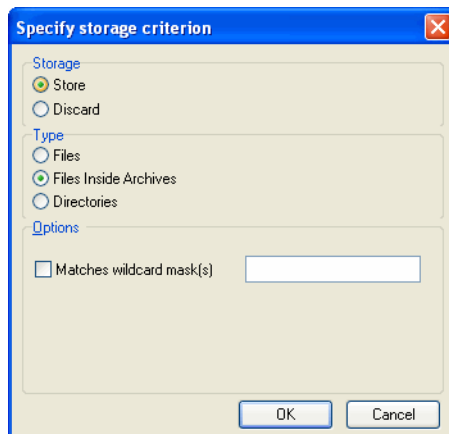 Specify storage criterion
Storage
Store
Discard
Type
Files
Files Inside Archives
Directories
Options
Matches wildcard mask(s)
OK
Cancel